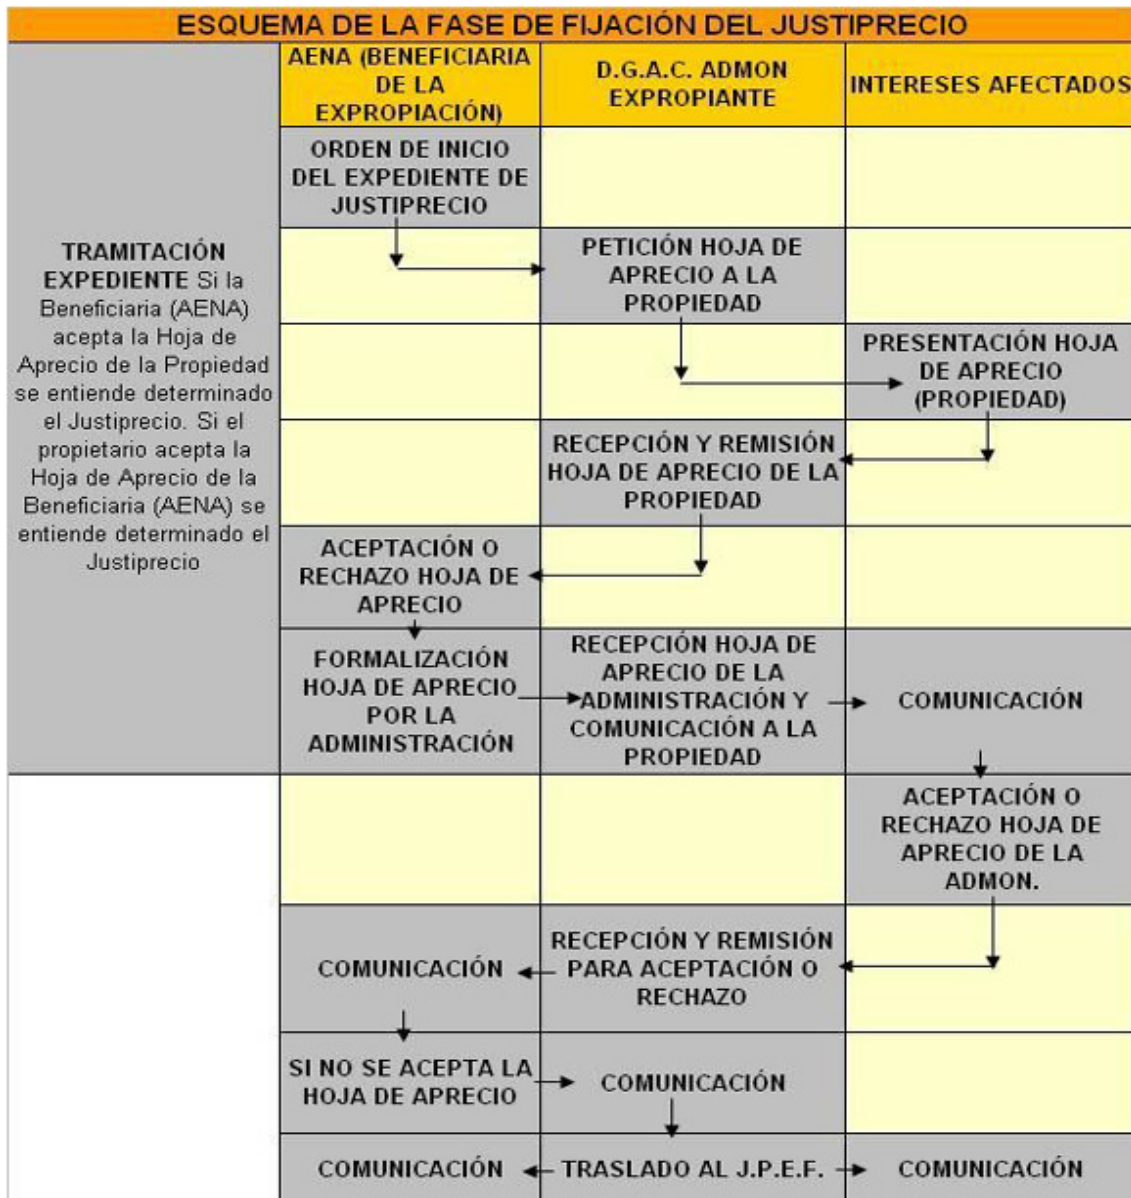 ESQUEMA DE LA FASE DE FIJACIÓN DEL JUSTIPRECIO
AENA (BENEFICIARIA
DE LA
EXPROPIACIÓN)
D.G.A.C. ADMON
EXPROPIANTE
INTERESES AFECTADOS
TRAMITACIÓN
EXPEDIENTE Si la
Beneficiaria (AENA)
acepta la Hoja de
Aprecio de la Propiedad
se entiende determinado
el Justiprecio. Si el
propietario acepta la
Hoja de Aprecio de la
Beneficiaria (AENA) se
entiende determinado el
Justiprecio
ORDEN DE INICIO
DEL EXPEDIENTE DE
JUSTIPRECIO
PETICIÓN HOJA DE
APRECIO A LA
PROPIEDAD
PRESENTACIÓN HOJA
DE APRECIO
(PROPIEDAD)
RECEPCIÓN Y REMISIÓN
HOJA DE APRECIO DE LA
PROPIEDAD
ACEPTACIÓN O
RECHAZO HOJA DE
APRECIO
FORMALIZACIÓN
HOJA DE APRECIO
POR LA
ADMINISTRACIÓN
RECEPCIÓN HOJA DE
APRECIO DE LA
ADMINISTRACIÓN Y
COMUNICACIÓN A LA
PROPIEDAD
COMUNICACIÓN
ACEPTACIÓN O
RECHAZO HOJA DE
APRECIO DE LA
ADMON.
COMUNICACIÓN
RECEPCIÓN Y REMISIÓN
PARA ACEPTACIÓN O
RECHAZO
SI NO SE ACEPTA LA
HOJA DE APRECIO
COMUNICACIÓN
COMUNICACIÓN
TRASLADO AL J.P.E.F.
COMUNICACIÓN